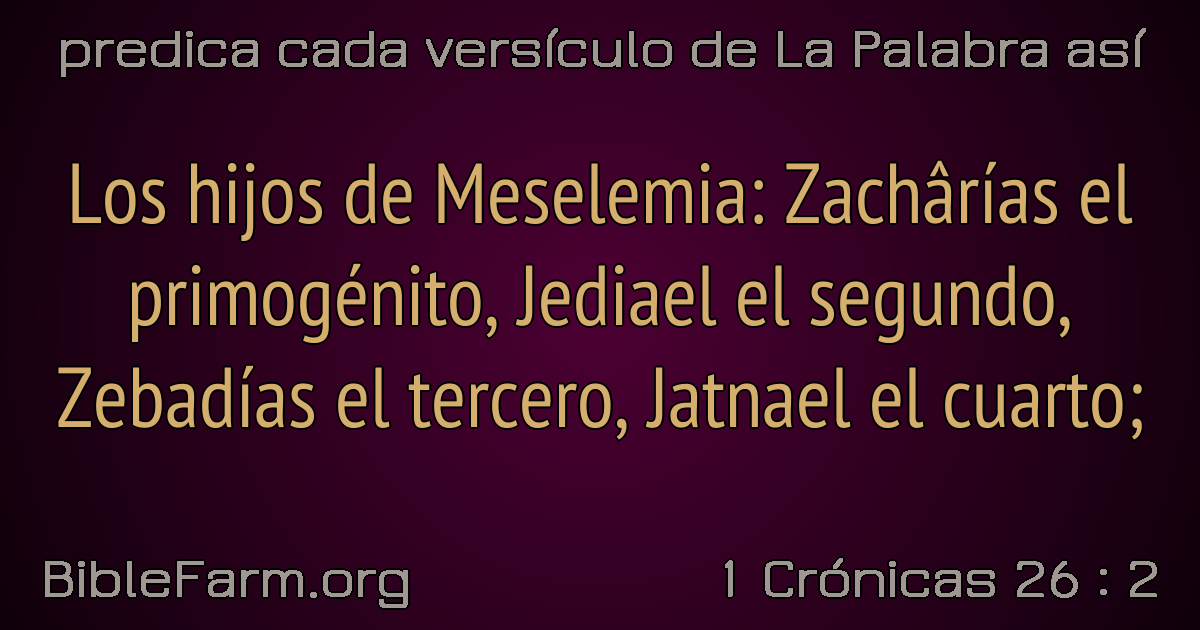 predica cada versículo de La Palabra así
Los hijos de Meselemia: Zachârías el
primogénito, Jediael el segundo,
Zebadías el tercero, Jatnael el cuarto;
BibleFarm.org
1 Crónicas 26 : 2